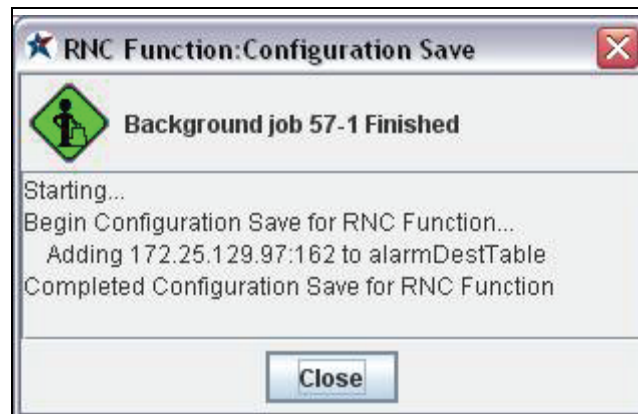 RNC Function:Configuration Save
Background job 57-1 Finished
Starting...
Begin Configuration Save for RNC Function...
Adding 172.25.129.97:162 to alarmDestTable
Completed Configuration Save for RNC Function
Close